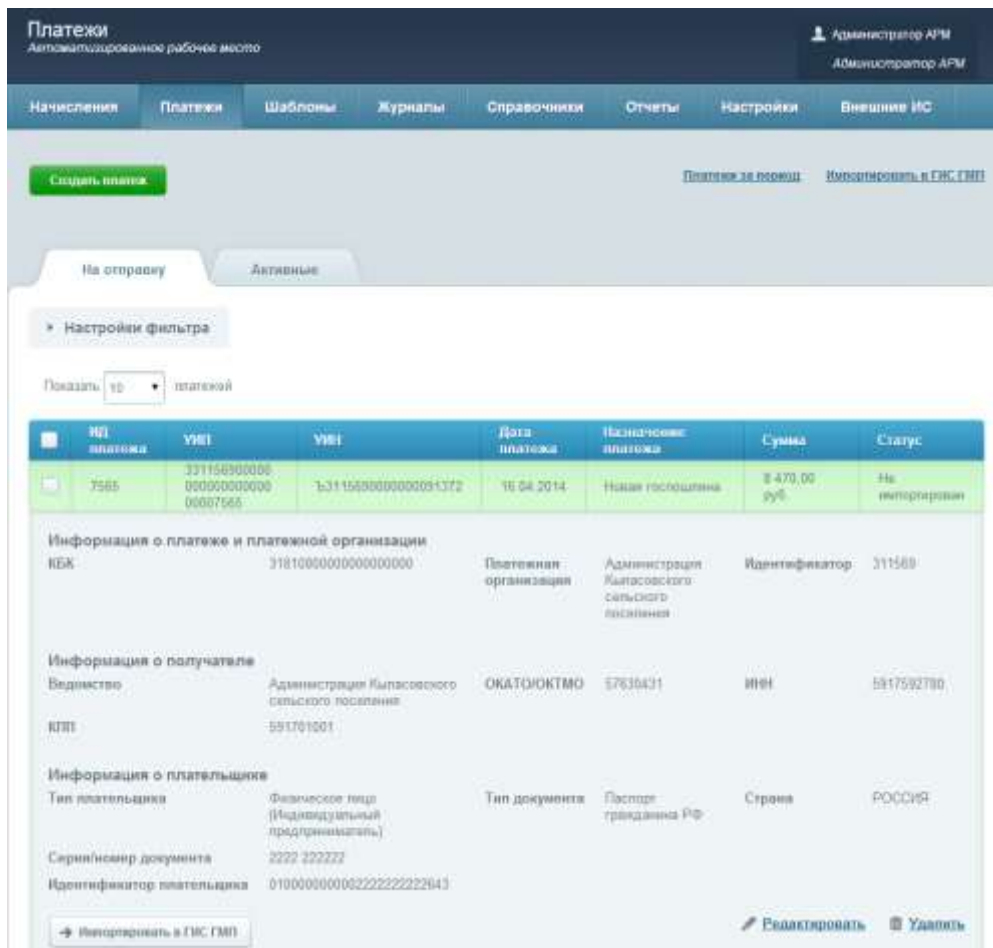 Платежи
Автоматизированное рабочее место
Администратор АРМ
Администратор АРМ
Начисления Платежи Шаблоны Журналы Справочники Отчеты Настройки Внешние ИС
Создать платеж
Платежи за период Импортировать в ГИС ГМП
На отправку Активные
Настройки фильтра
Показать 10 платежей
ИД платежа УИП УИН Дата платежа Назначение платежа Сумма Статус
7565 331156900000 000000000000 00007565 Ъ3115690000000091372 16.04.2014 Новая госпошлина 8 470,00 руб. Не импортирован
Информация о платеже и платежной организации
КБК 31810000000000000000 Платежная организация Администрация Кыласовского сельского поселения Идентификатор 311569
Информация о получателе
Ведомство Администрация Кыласовского сельского поселения ОКАТО/ОКТМО 57630431 ИНН 5917592780
КПП 591701001
Информация о плательщике
Тип плательщика Физическое лицо (Индивидуальный предприниматель) Тип документа Паспорт гражданина РФ Страна РОССИЯ
Серия/номер документа 2222 222222
Идентификатор плательщика 0100000000002222222222643
Импортировать в ГИС ГМП
Редактировать Удалить